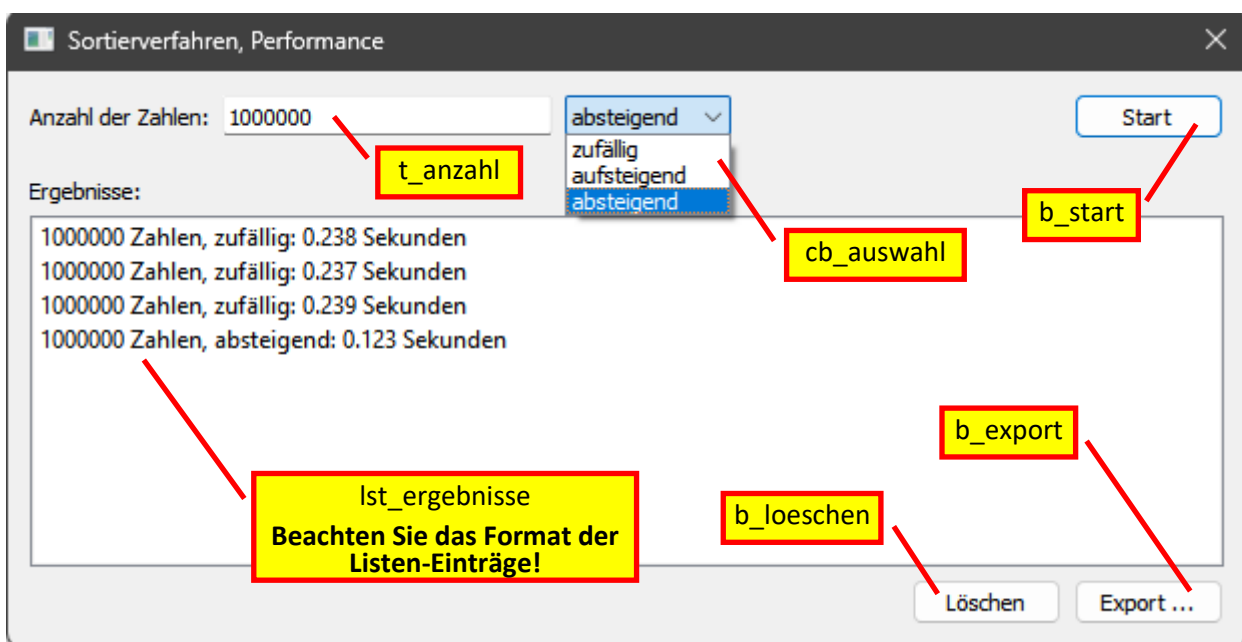 Sortierverfahren, Performance
Anzahl der Zahlen: 1000000 absteigend Start
zufällig
aufsteigend
absteigend
t_anzahl
Ergebnisse:
b_start
cb_auswahl
1000000 Zahlen, zufällig: 0.238 Sekunden
1000000 Zahlen, zufällig: 0.237 Sekunden
1000000 Zahlen, zufällig: 0.239 Sekunden
1000000 Zahlen, absteigend: 0.123 Sekunden
b_export
lst_ergebnisse
Beachten Sie das Format der
Listen-Einträge!
b_loeschen
Löschen Export ...